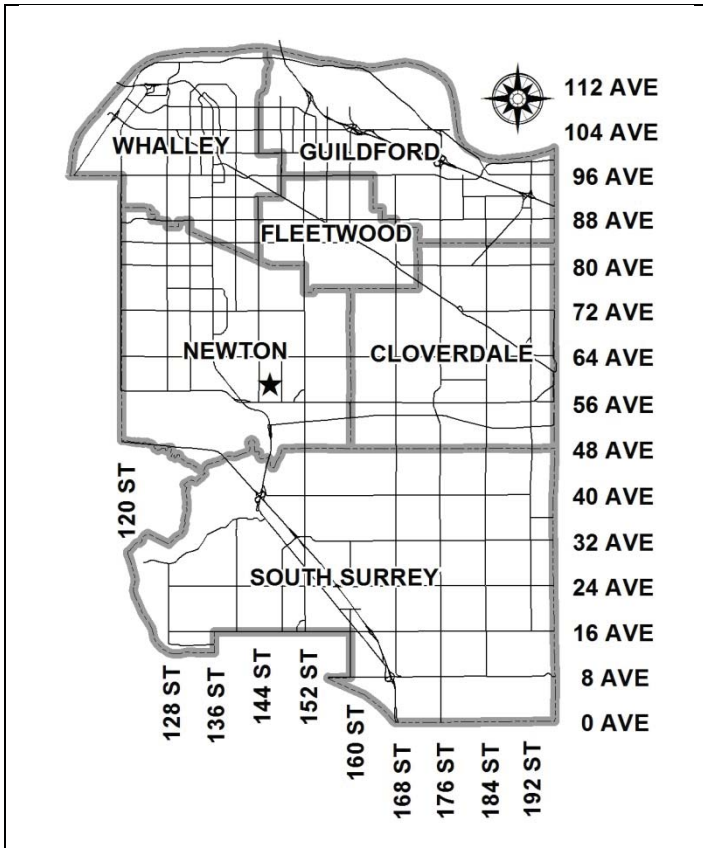 112 AVE
104 AVE
WHALLEY
GUILDFORD
96 AVE
88 AVE
FLEETWOOD
80 AVE
72 AVE
NEWTON
CLOVERDALE
64 AVE
56 AVE
48 AVE
120 ST
40 AVE
32 AVE
SOUTH SURREY
24 AVE
16 AVE
128 ST
136 ST
144 ST
152 ST
8 AVE
160 ST
0 AVE
168 ST
176 ST
184 ST
192 ST